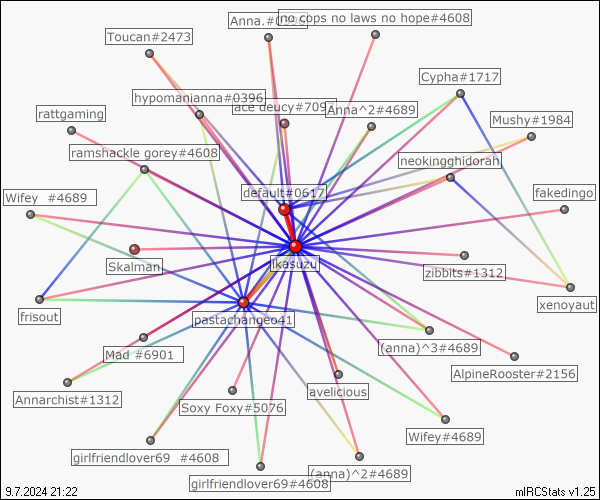 no cops no laws no hope#4608
Anna.#0
Toucan#2473
Cypha#1717
hypomanianna#0396
ace deucy#709
Anna^2#4689
rattgaming
Mushy#1984
ramshackle gorey#4608
neokingghidorah
default#0617
Wifey #4689
fakedingo
Ikasuzu
Skalman
zibbits#1312
frisout
xenoyaut
pastachangeo41
Mad #6901
(anna)^3#4689
AlpineRooster#2156
Annarchist#1312
avelicious
Soxy Foxy#5076
Wifey#4689
girlfriendlover69 #4608
(anna)^2#4689
girlfriendlover69#4608
9.7.2024 21:22
mIRCStats v1.25